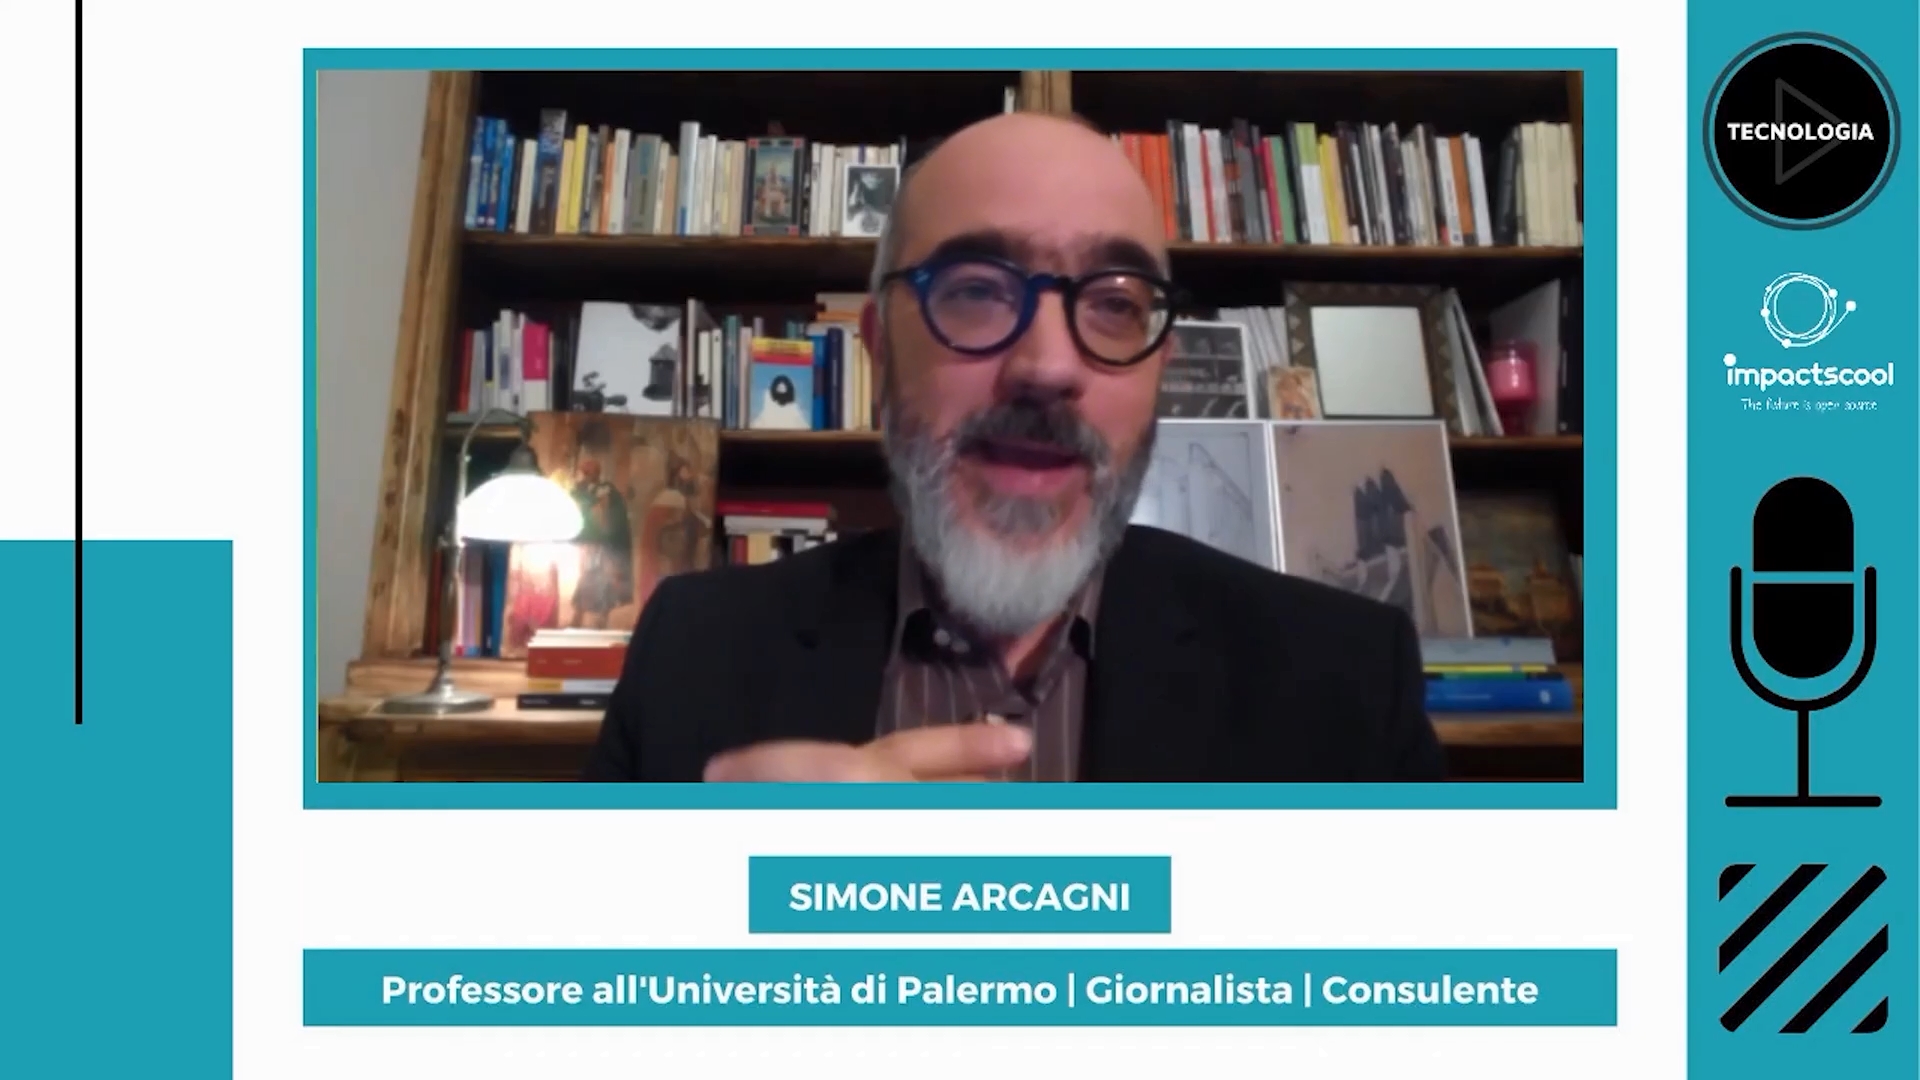 TECNOLOGIA
impactscool
The future is open source
SIMONE ARCAGNI
Professore all'Università di Palermo | Giornalista | Consulente